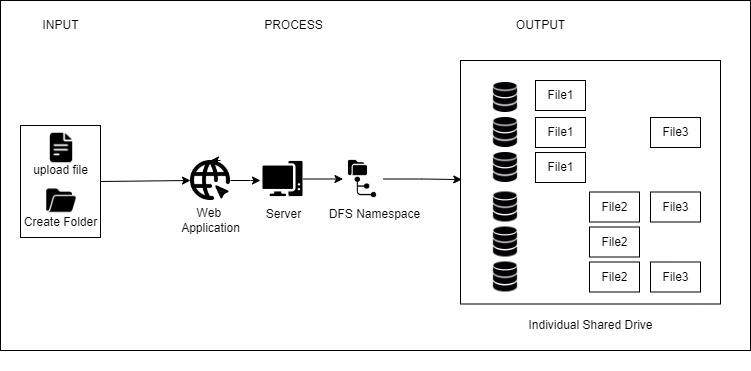 INPUT
PROCESS
OUTPUT
File1
File1
File3
File1
File2
File3
File2
File2
File3
upload file
Create Folder
Web
Application
Server
DFS Namespace
Individual Shared Drive